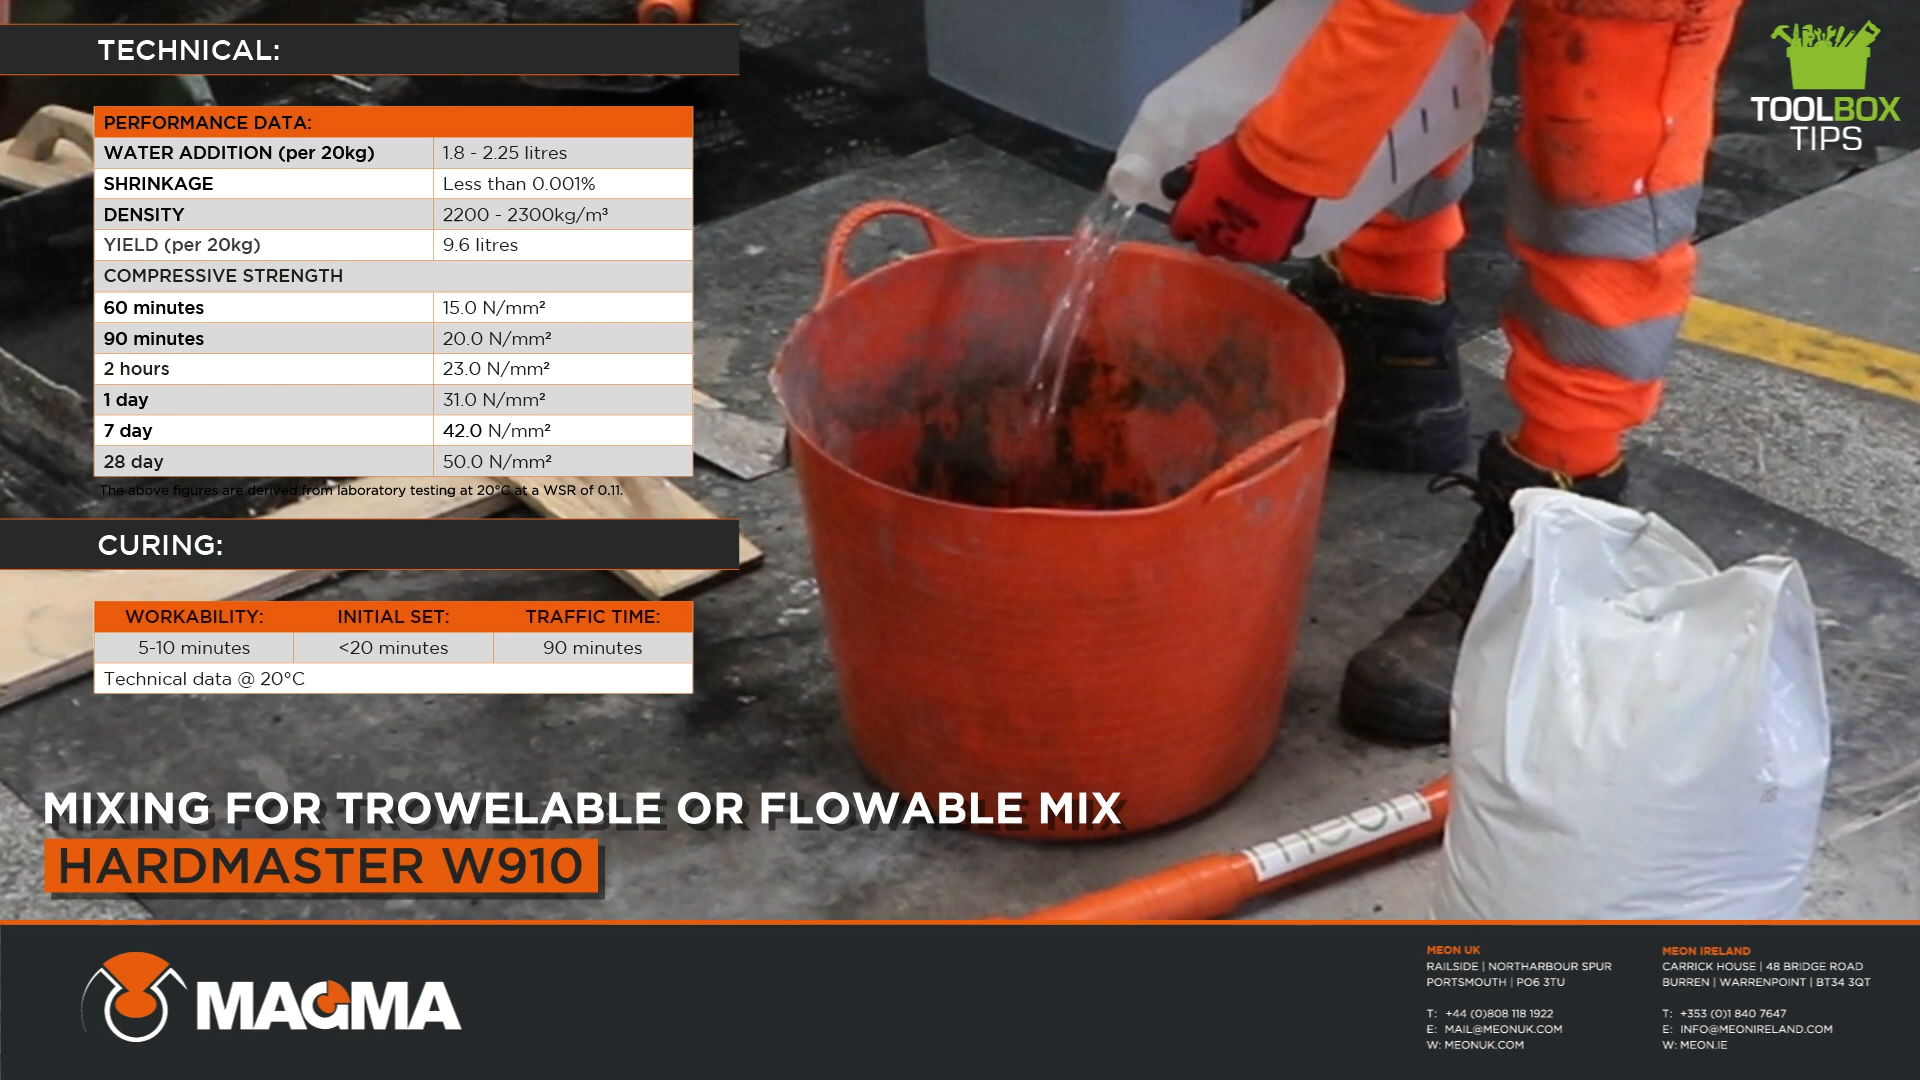 TECHNICAL:
PERFORMANCE DATA:
WATER ADDITION (per 20kg) 1.8 - 2.25 litres
SHRINKAGE Less than 0.001%
DENSITY 2200 - 2300kg/m³
YIELD (per 20kg) 9.6 litres
COMPRESSIVE STRENGTH
60 minutes 15.0 N/mm²
90 minutes 20.0 N/mm²
2 hours 23.0 N/mm²
1 day 31.0 N/mm²
7 day 42.0 N/mm²
28 day 50.0 N/mm²
The above figures are derived from laboratory testing at 20°C at a WSR of 0.11.
CURING:
WORKABILITY: INITIAL SET: TRAFFIC TIME:
5-10 minutes <20 minutes 90 minutes
Technical data @ 20°C
TOOLBOX
TIPS
meon
MIXING FOR TROWELABLE OR FLOWABLE MIX
HARDMASTER W910
MAGMA
MEON UK
RAILSIDE | NORTHARBOUR SPUR
PORTSMOUTH | PO6 3TU
T: +44 (0)808 118 1922
E: MAIL@MEONUK.COM
W: MEONUK.COM
MEON IRELAND
CARRICK HOUSE | 48 BRIDGE ROAD
BURREN | WARRENPOINT | BT34 3QT
T: +353 (0)1 840 7647
E: INFO@MEONIRELAND.COM
W: MEON.IE